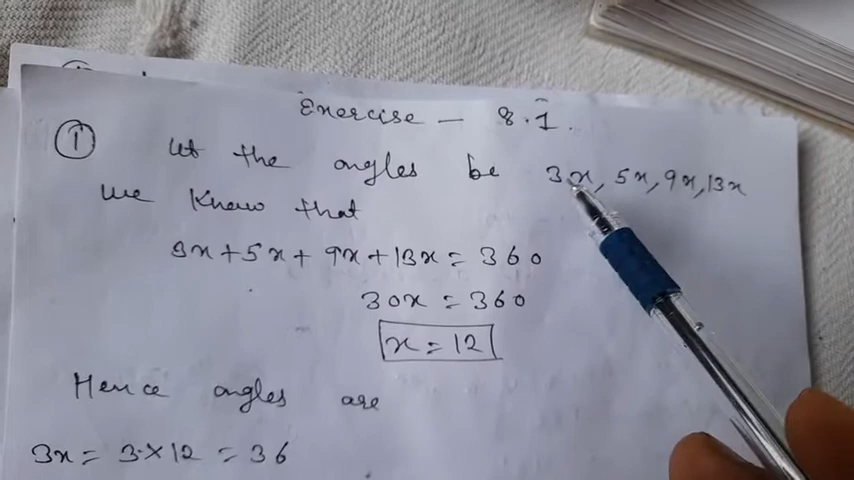 Exercise - 8.1.
① Let the angles be 3x, 5x, 9x, 13x
We Know that
3x + 5x + 9x + 13x = 360
30x = 360
x = 12
Hence angles are
3x = 3 × 12 = 36